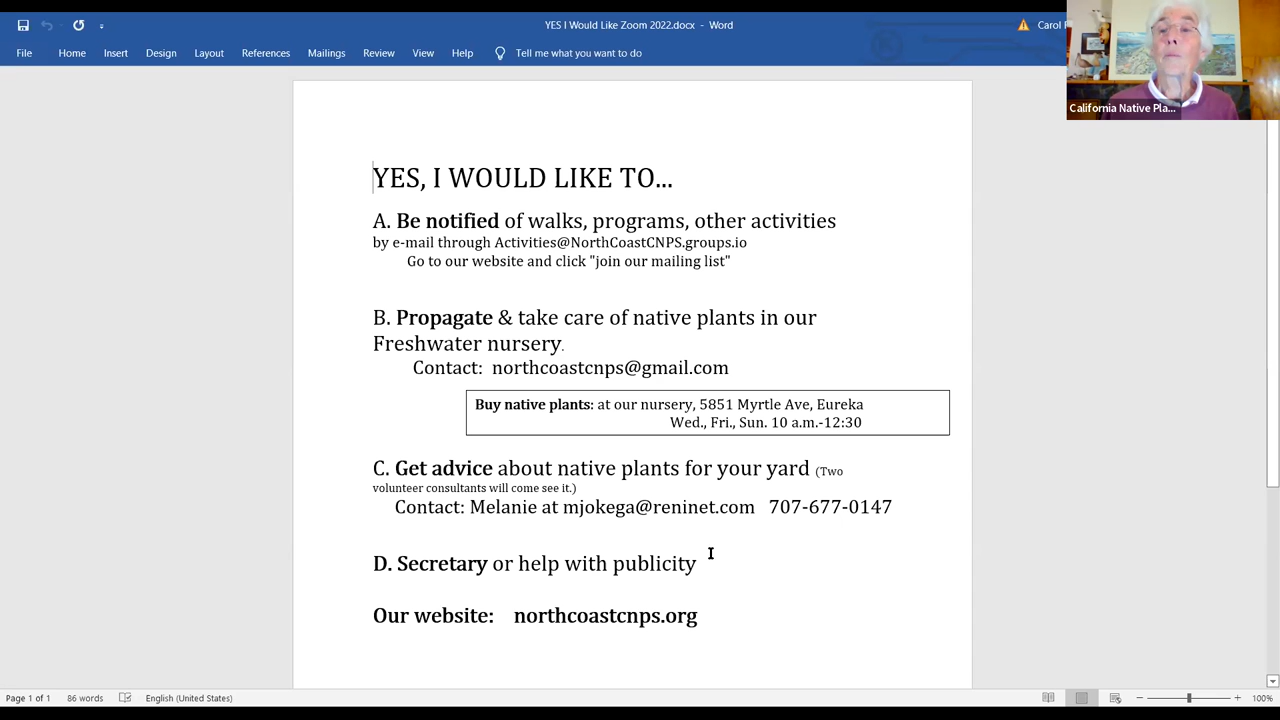 YES I Would Like Zoom 2022.docx - Word
Carol
File Home Insert Design Layout References Mailings Review View Help Tell me what you want to do
California Native Pla...
YES, I WOULD LIKE TO...
A. Be notified of walks, programs, other activities
by e-mail through Activities@NorthCoastCNPS.groups.io
Go to our website and click "join our mailing list"
B. Propagate & take care of native plants in our
Freshwater nursery.
Contact: northcoastcnps@gmail.com
Buy native plants: at our nursery, 5851 Myrtle Ave, Eureka
Wed., Fri., Sun. 10 a.m.-12:30
C. Get advice about native plants for your yard (Two
volunteer consultants will come see it.)
Contact: Melanie at mjokega@reninet.com 707-677-0147
D. Secretary or help with publicity
Our website: northcoastcnps.org
Page 1 of 1 86 words English (United States) 100%